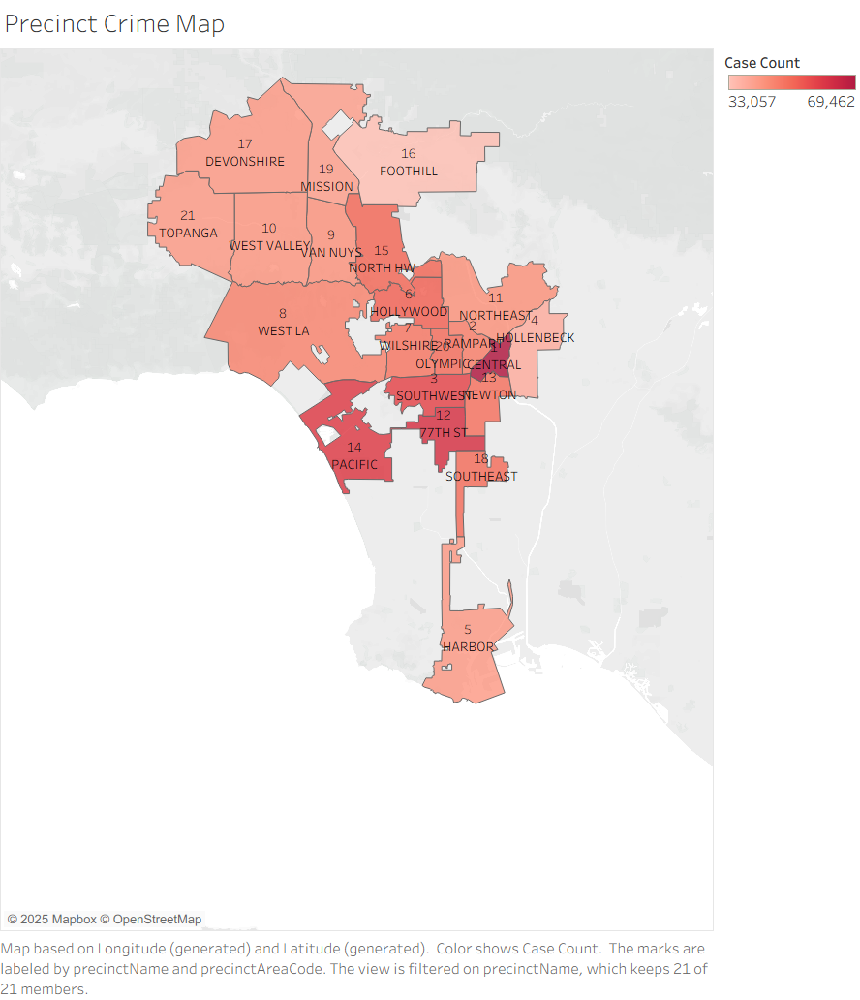 Precinct Crime Map
Case Count
33,057 69,462
17
DEVONSHIRE
16
FOOTHILL
19
MISSION
21
TOPANGA
10
WEST VALLEY
9
VAN NUYS
15
NORTH HW
6
HOLLYWOOD
11
NORTHEAST
8
WEST LA
4
HOLLENBECK
7
WILSHIRE
2
RAMPART
20
OLYMPIC
1
CENTRAL
3
SOUTHWEST
13
NEWTON
12
77TH ST
14
PACIFIC
18
SOUTHEAST
5
HARBOR
© 2025 Mapbox © OpenStreetMap
Map based on Longitude (generated) and Latitude (generated).  Color shows Case Count.  The marks are
labeled by precinctName and precinctAreaCode. The view is filtered on precinctName, which keeps 21 of
21 members.